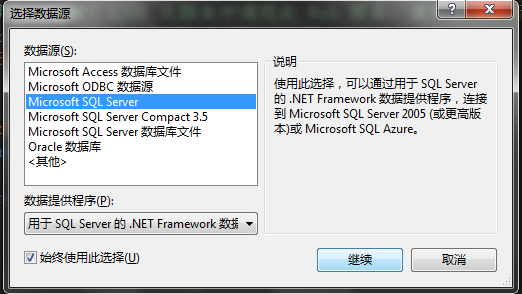 选择数据源
数据源(S):
Microsoft Access 数据库文件
Microsoft ODBC 数据源
Microsoft SQL Server
Microsoft SQL Server Compact 3.5
Microsoft SQL Server 数据库文件
Oracle 数据库
<其他>
说明
使用此选择，可以通过用于 SQL Server
的 .NET Framework 数据提供程序，连接
到 Microsoft SQL Server 2005 (或更高版
本)或 Microsoft SQL Azure。
数据提供程序(P):
用于 SQL Server 的 .NET Framework 数据
始终使用此选择(U)
继续
取消